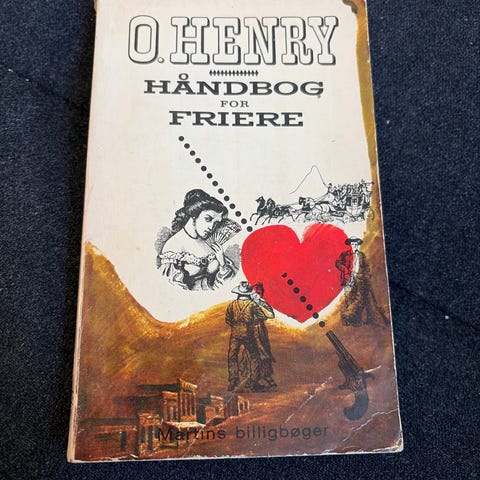 O. HENRY
HÅNDBOG
FOR
FRIERE
Martins billigbøger